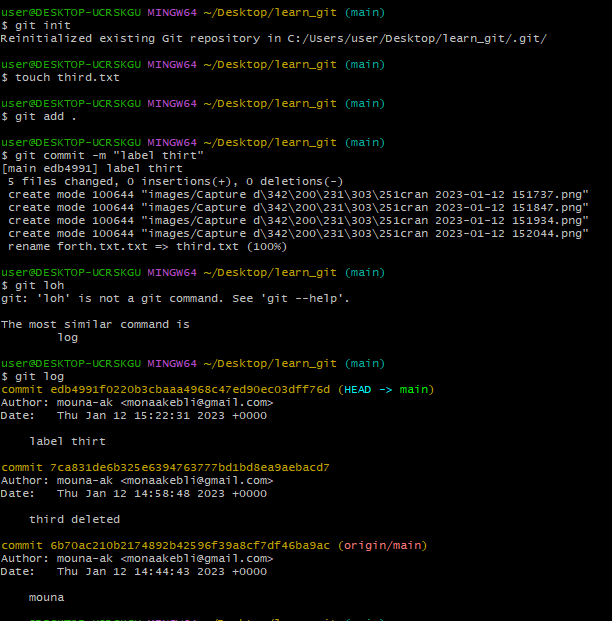 user@DESKTOP-UCRSKGU MINGW64 ~/Desktop/learn_git (main)
$ git init
Reinitialized existing Git repository in C:/Users/user/Desktop/learn_git/.git/
user@DESKTOP-UCRSKGU MINGW64 ~/Desktop/learn_git (main)
$ touch third.txt
user@DESKTOP-UCRSKGU MINGW64 ~/Desktop/learn_git (main)
$ git add .
user@DESKTOP-UCRSKGU MINGW64 ~/Desktop/learn_git (main)
$ git commit -m "label thirt"
[main edb4991] label thirt
 5 files changed, 0 insertions(+), 0 deletions(-)
 create mode 100644 "images/Capture d\342\200\231\303\251cran 2023-01-12 151737.png"
 create mode 100644 "images/Capture d\342\200\231\303\251cran 2023-01-12 151847.png"
 create mode 100644 "images/Capture d\342\200\231\303\251cran 2023-01-12 151934.png"
 create mode 100644 "images/Capture d\342\200\231\303\251cran 2023-01-12 152044.png"
 rename forth.txt.txt => third.txt (100%)
user@DESKTOP-UCRSKGU MINGW64 ~/Desktop/learn_git (main)
$ git loh
git: 'loh' is not a git command. See 'git --help'.
The most similar command is
        log
user@DESKTOP-UCRSKGU MINGW64 ~/Desktop/learn_git (main)
$ git log
commit edb4991f0220b3cbaaa4968c47ed90ec03dff76d (HEAD -> main)
Author: mouna-ak <monaakebli@gmail.com>
Date:   Thu Jan 12 15:22:31 2023 +0000
    label thirt
commit 7ca831de6b325e6394763777bd1bd8ea9aebacd7
Author: mouna-ak <monaakebli@gmail.com>
Date:   Thu Jan 12 14:58:48 2023 +0000
    third deleted
commit 6b70ac210b2174892b42596f39a8cf7df46ba9ac (origin/main)
Author: mouna-ak <monaakebli@gmail.com>
Date:   Thu Jan 12 14:44:43 2023 +0000
    mouna